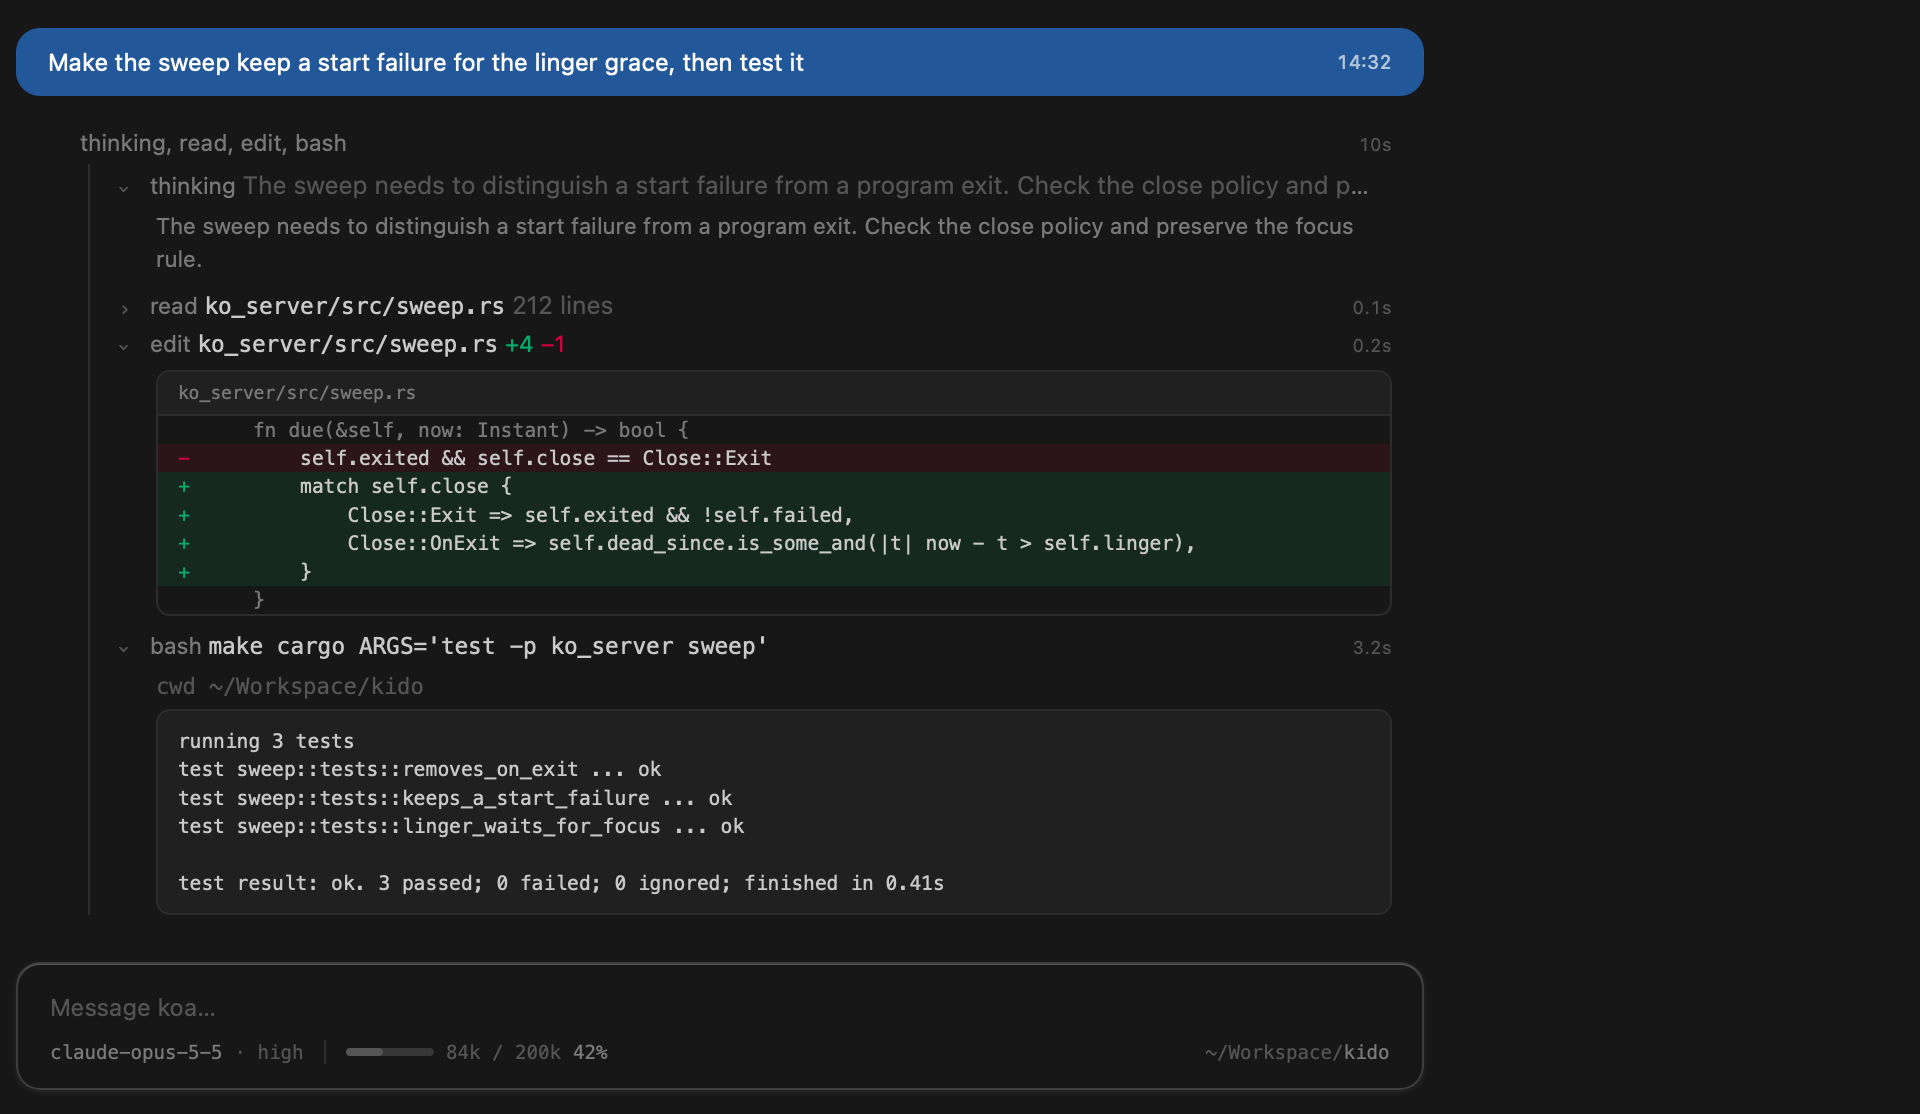 Make the sweep keep a start failure for the linger grace, then test it 14:32
thinking, read, edit, bash 10s
thinking The sweep needs to distinguish a start failure from a program exit. Check the close policy and p...
The sweep needs to distinguish a start failure from a program exit. Check the close policy and preserve the focus
rule.
read ko_server/src/sweep.rs 212 lines 0.1s
edit ko_server/src/sweep.rs +4 −1 0.2s
ko_server/src/sweep.rs
fn due(&self, now: Instant) -> bool {
−         self.exited && self.close == Close::Exit
+         match self.close {
+             Close::Exit => self.exited && !self.failed,
+             Close::OnExit => self.dead_since.is_some_and(|t| now - t > self.linger),
+         }
}
bash make cargo ARGS='test -p ko_server sweep' 3.2s
cwd ~/Workspace/kido
running 3 tests
test sweep::tests::removes_on_exit ... ok
test sweep::tests::keeps_a_start_failure ... ok
test sweep::tests::linger_waits_for_focus ... ok
test result: ok. 3 passed; 0 failed; 0 ignored; finished in 0.41s
Message koa...
claude-opus-5-5 · high 84k / 200k 42% ~/Workspace/kido